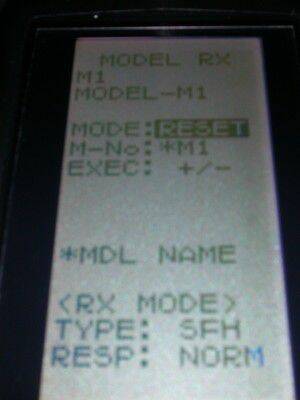 MODEL RX
M1
MODEL-M1
MODE:RESET
M-No:*M1
EXEC: +/-
*MDL NAME
<RX MODE>
TYPE: SFH
RESP: NORM